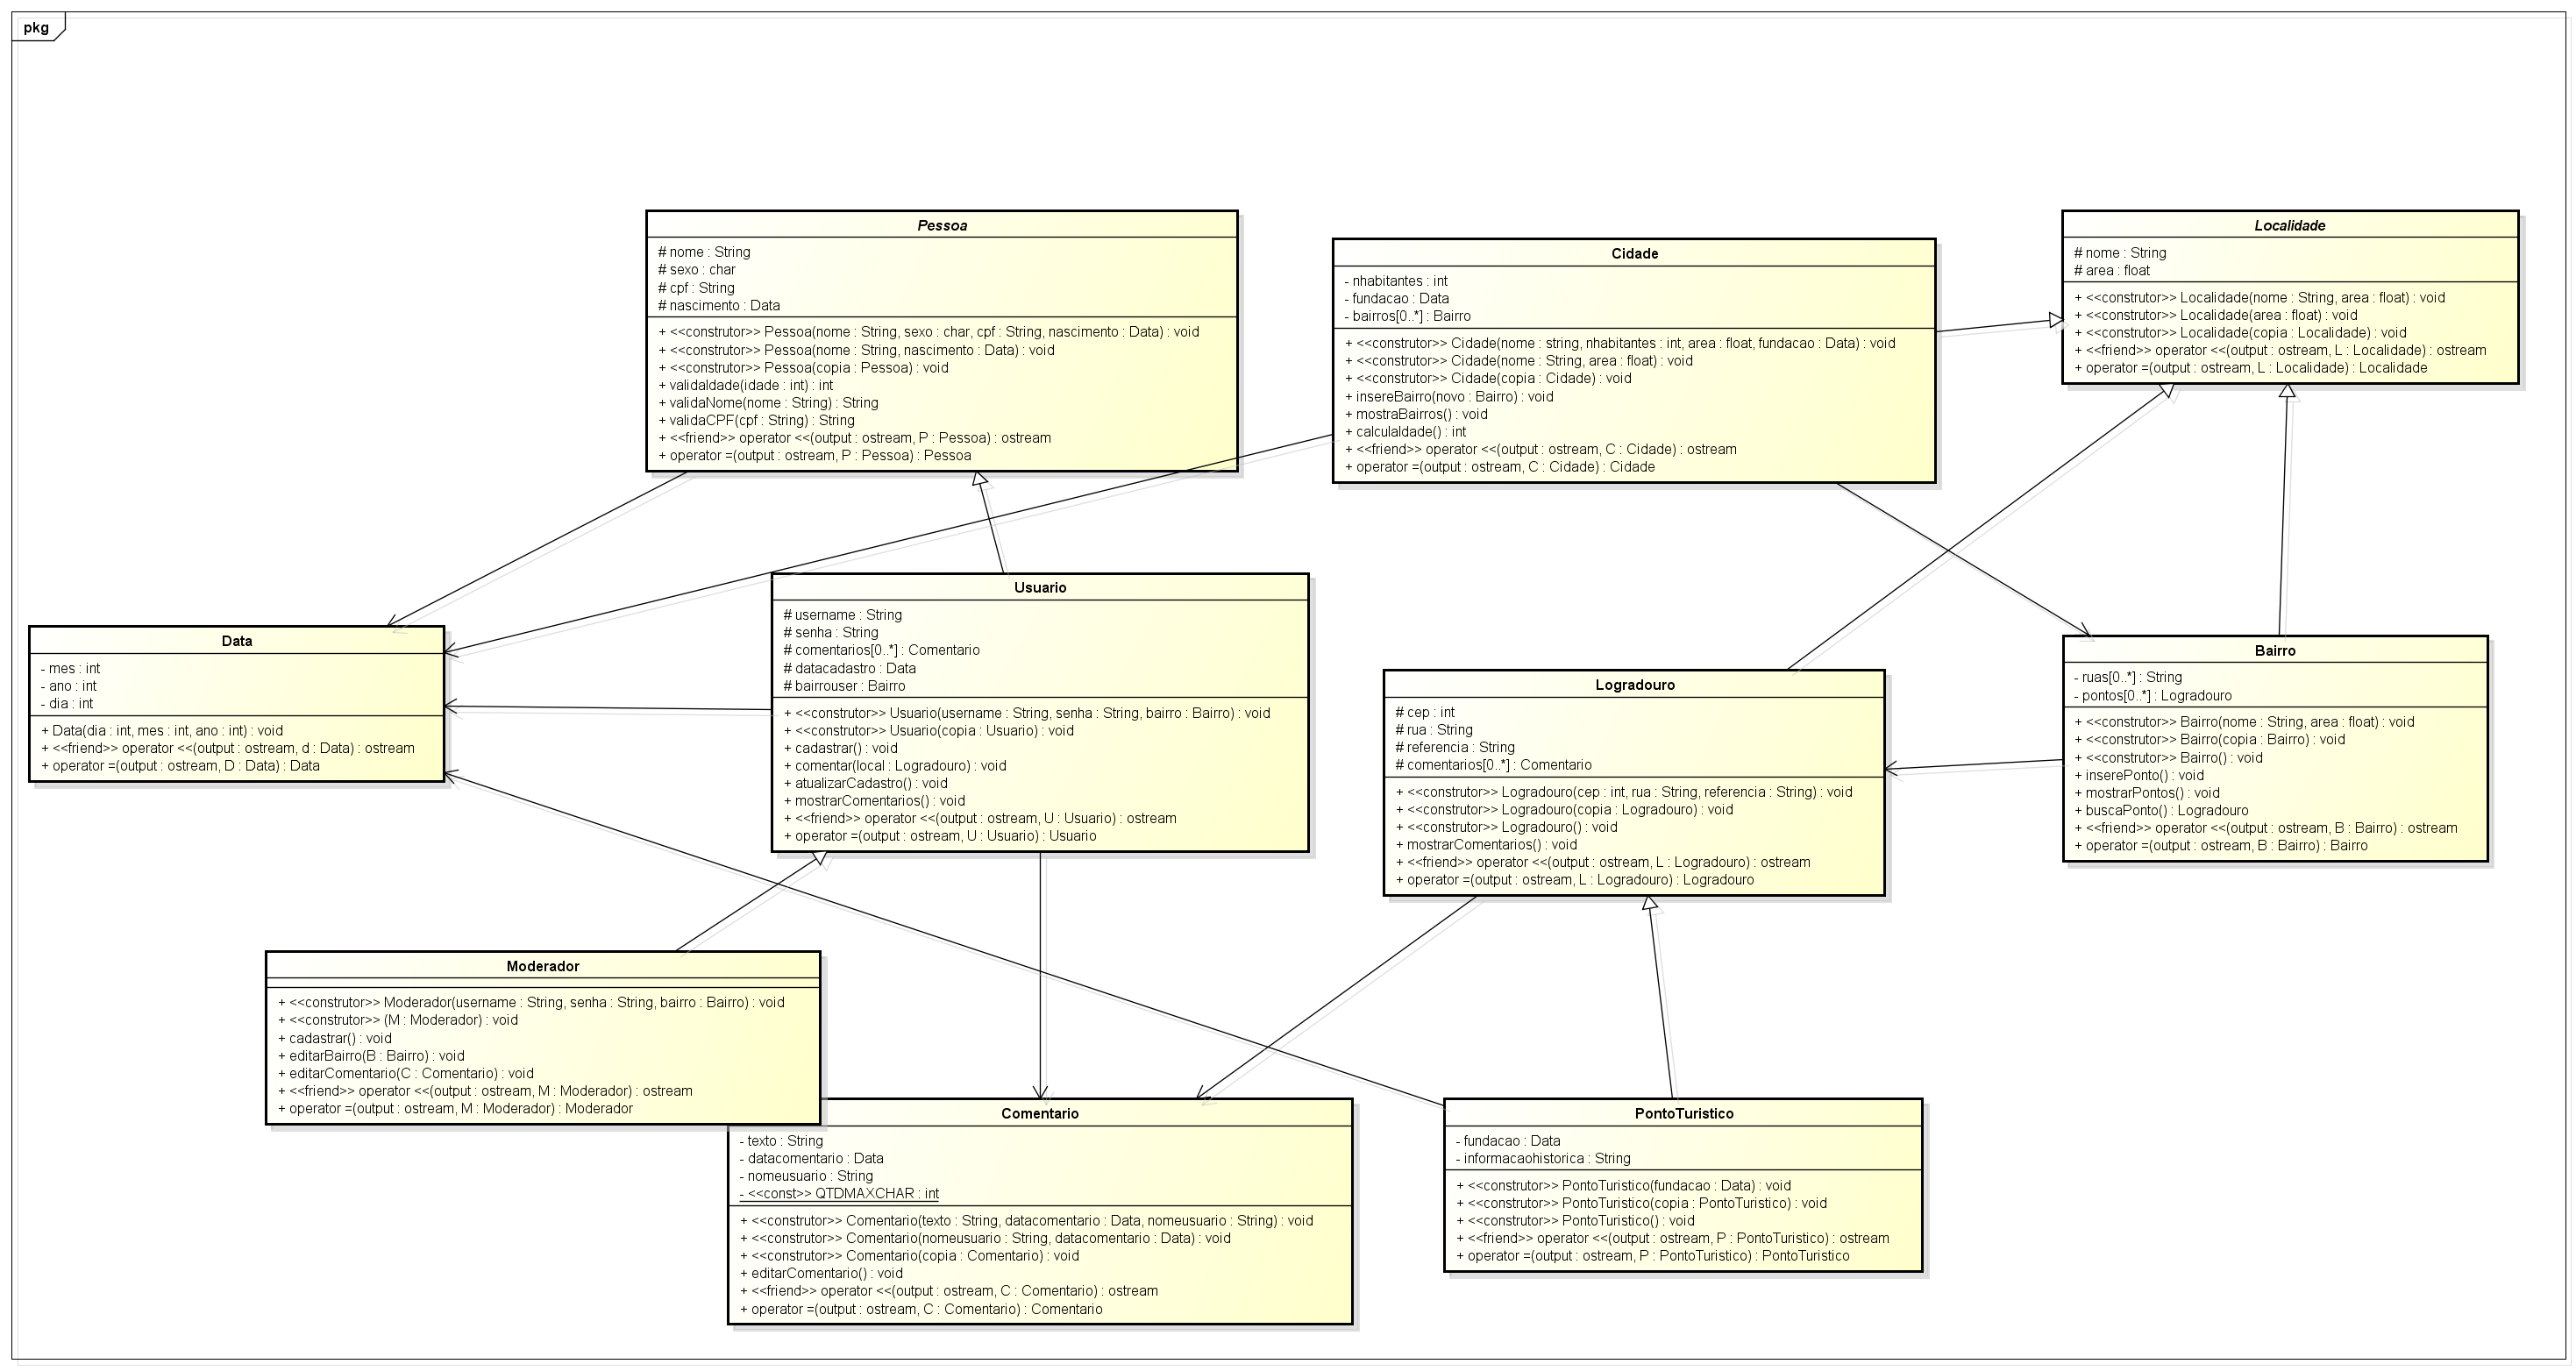 pkg
Pessoa
# nome : String
# sexo : char
# cpf : String
# nascimento : Data
+ <<construtor>> Pessoa(nome : String, sexo : char, cpf : String, nascimento : Data) : void
+ <<construtor>> Pessoa(nome : String, nascimento : Data) : void
+ <<construtor>> Pessoa(copia : Pessoa) : void
+ validaIdade(idade : int) : int
+ validaNome(nome : String) : String
+ validaCPF(cpf : String) : String
+ <<friend>> operator <<(output : ostream, P : Pessoa) : ostream
+ operator =(output : ostream, P : Pessoa) : Pessoa
Cidade
- nhabitantes : int
- fundacao : Data
- bairros[0..*] : Bairro
+ <<construtor>> Cidade(nome : string, nhabitantes : int, area : float, fundacao : Data) : void
+ <<construtor>> Cidade(nome : String, area : float) : void
+ <<construtor>> Cidade(copia : Cidade) : void
+ insereBairro(novo : Bairro) : void
+ mostraBairros() : void
+ calculaIdade() : int
+ <<friend>> operator <<(output : ostream, C : Cidade) : ostream
+ operator =(output : ostream, C : Cidade) : Cidade
Localidade
# nome : String
# area : float
+ <<construtor>> Localidade(nome : String, area : float) : void
+ <<construtor>> Localidade(area : float) : void
+ <<construtor>> Localidade(copia : Localidade) : void
+ <<friend>> operator <<(output : ostream, L : Localidade) : ostream
+ operator =(output : ostream, L : Localidade) : Localidade
Data
- mes : int
- ano : int
- dia : int
+ Data(dia : int, mes : int, ano : int) : void
+ <<friend>> operator <<(output : ostream, d : Data) : ostream
+ operator =(output : ostream, D : Data) : Data
Usuario
# username : String
# senha : String
# comentarios[0..*] : Comentario
# datacadastro : Data
# bairrouser : Bairro
+ <<construtor>> Usuario(username : String, senha : String, bairro : Bairro) : void
+ <<construtor>> Usuario(copia : Usuario) : void
+ cadastrar() : void
+ comentar(local : Logradouro) : void
+ atualizarCadastro() : void
+ mostrarComentarios() : void
+ <<friend>> operator <<(output : ostream, U : Usuario) : ostream
+ operator =(output : ostream, U : Usuario) : Usuario
Logradouro
# cep : int
# rua : String
# referencia : String
# comentarios[0..*] : Comentario
+ <<construtor>> Logradouro(cep : int, rua : String, referencia : String) : void
+ <<construtor>> Logradouro(copia : Logradouro) : void
+ <<construtor>> Logradouro() : void
+ mostrarComentarios() : void
+ <<friend>> operator <<(output : ostream, L : Logradouro) : ostream
+ operator =(output : ostream, L : Logradouro) : Logradouro
Bairro
- ruas[0..*] : String
- pontos[0..*] : Logradouro
+ <<construtor>> Bairro(nome : String, area : float) : void
+ <<construtor>> Bairro(copia : Bairro) : void
+ <<construtor>> Bairro() : void
+ inserePonto() : void
+ mostrarPontos() : void
+ buscaPonto() : Logradouro
+ <<friend>> operator <<(output : ostream, B : Bairro) : ostream
+ operator =(output : ostream, B : Bairro) : Bairro
Moderador
+ <<construtor>> Moderador(username : String, senha : String, bairro : Bairro) : void
+ <<construtor>> (M : Moderador) : void
+ cadastrar() : void
+ editarBairro(B : Bairro) : void
+ editarComentario(C : Comentario) : void
+ <<friend>> operator <<(output : ostream, M : Moderador) : ostream
+ operator =(output : ostream, M : Moderador) : Moderador
Comentario
- texto : String
- datacomentario : Data
- nomeusuario : String
- <<const>> QTDMAXCHAR : int
+ <<construtor>> Comentario(texto : String, datacomentario : Data, nomeusuario : String) : void
+ <<construtor>> Comentario(nomeusuario : String, datacomentario : Data) : void
+ <<construtor>> Comentario(copia : Comentario) : void
+ editarComentario() : void
+ <<friend>> operator <<(output : ostream, C : Comentario) : ostream
+ operator =(output : ostream, C : Comentario) : Comentario
PontoTuristico
- fundacao : Data
- informacaohistorica : String
+ <<construtor>> PontoTuristico(fundacao : Data) : void
+ <<construtor>> PontoTuristico(copia : PontoTuristico) : void
+ <<construtor>> PontoTuristico() : void
+ <<friend>> operator <<(output : ostream, P : PontoTuristico) : ostream
+ operator =(output : ostream, P : PontoTuristico) : PontoTuristico